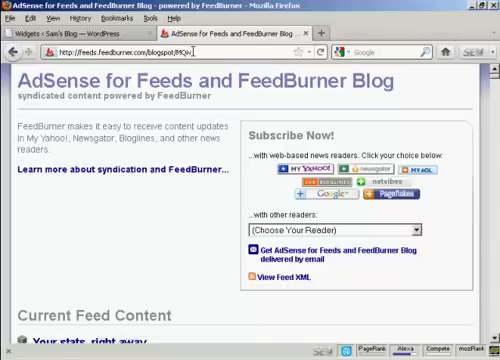 AdSense for Feeds and FeedBurner Blog - powered by FeedBurner - Mozilla Firefox
File Edit View History Bookmarks Tools Help
Widgets ‹ Sam's Blog — WordPress
AdSense for Feeds and FeedBurner Blog ...
http://feeds.feedburner.com/blogspot/MQiv
WordPress
AdSense for Feeds and FeedBurner Blog
syndicated content powered by FeedBurner
FeedBurner makes it easy to receive content updates
in My Yahoo!, Newsgator, Bloglines, and other news
readers.
Learn more about syndication and FeedBurner...
Subscribe Now!
...with web-based news readers. Click your choice below:
MY YAHOO! newsgator MY AOL
SUB BLOGLINES netvibes
Google Pageflakes
...with other readers:
(Choose Your Reader)
Get AdSense for Feeds and FeedBurner Blog
delivered by email
View Feed XML
Current Feed Content
Your stats, right away
PageRank Alexa Compete mozRank